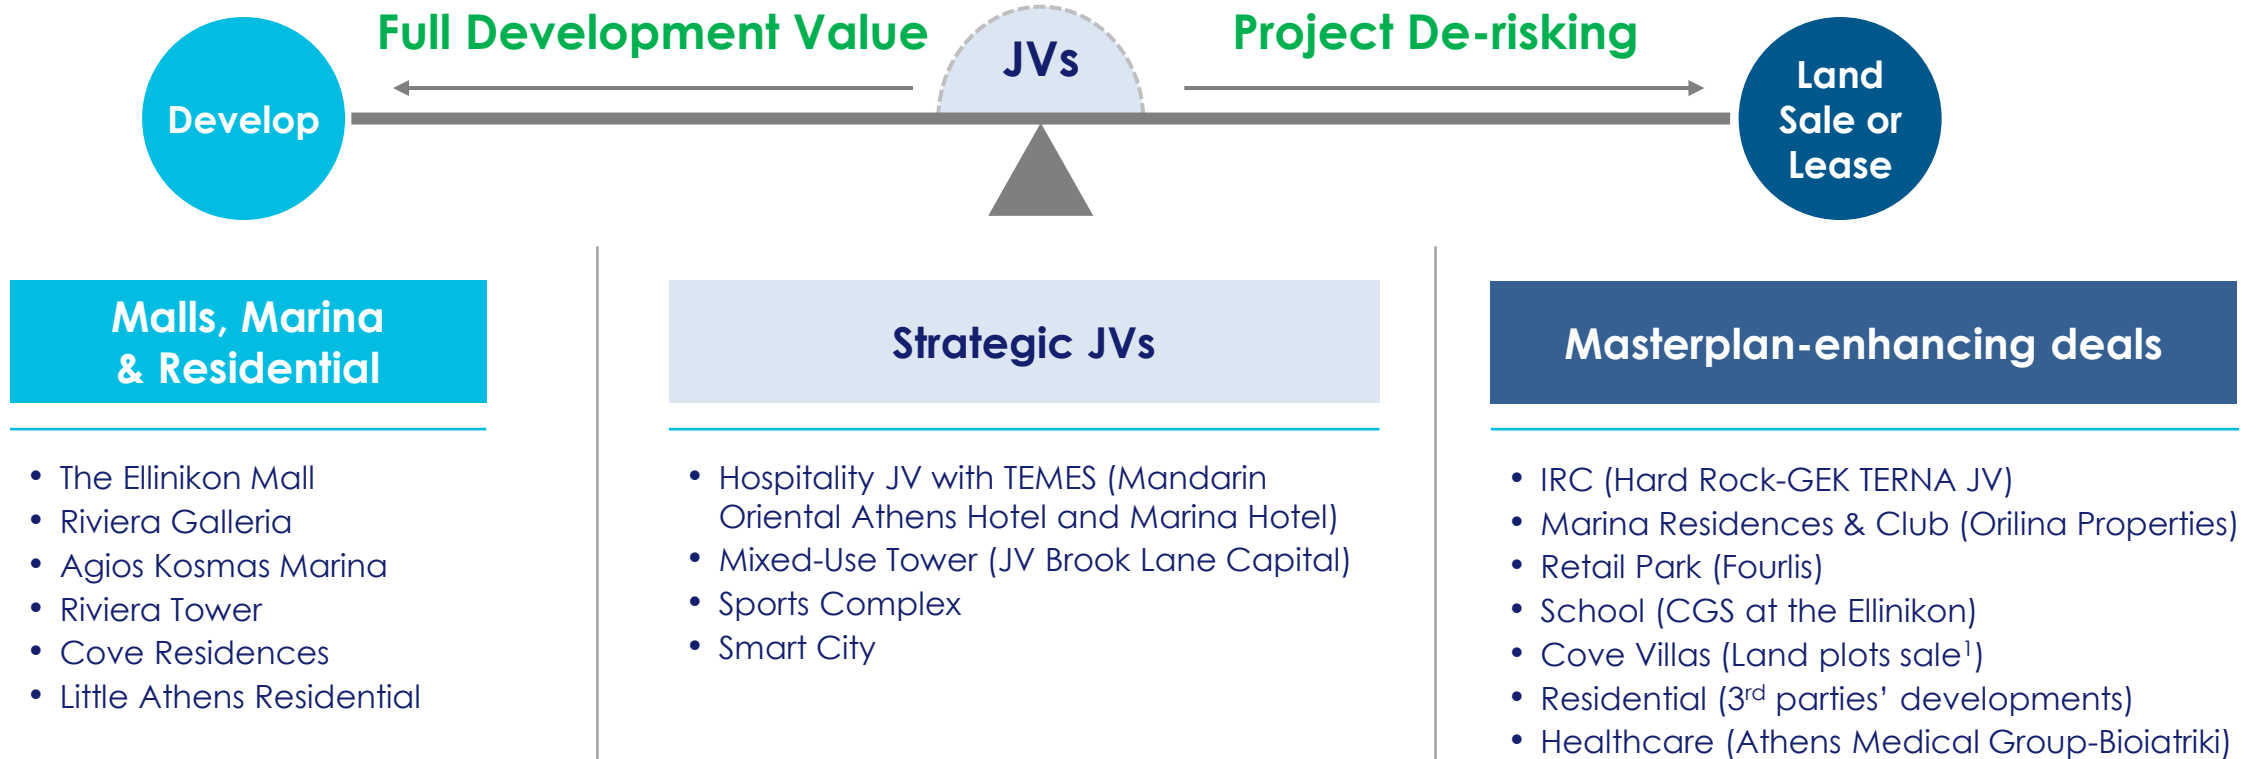 Full Development Value
JVs
Project De-risking
Develop
Land
Sale or
Lease
Malls, Marina
& Residential
• The Ellinikon Mall
• Riviera Galleria
• Agios Kosmas Marina
• Riviera Tower
• Cove Residences
• Little Athens Residential
Strategic JVs
• Hospitality JV with TEMES (Mandarin
Oriental Athens Hotel and Marina Hotel)
• Mixed-Use Tower (JV Brook Lane Capital)
• Sports Complex
• Smart City
Masterplan-enhancing deals
• IRC (Hard Rock-GEK TERNA JV)
• Marina Residences & Club (Orilina Properties)
• Retail Park (Fourlis)
• School (CGS at the Ellinikon)
• Cove Villas (Land plots sale¹)
• Residential (3rd parties’ developments)
• Healthcare (Athens Medical Group-Bioiatriki)